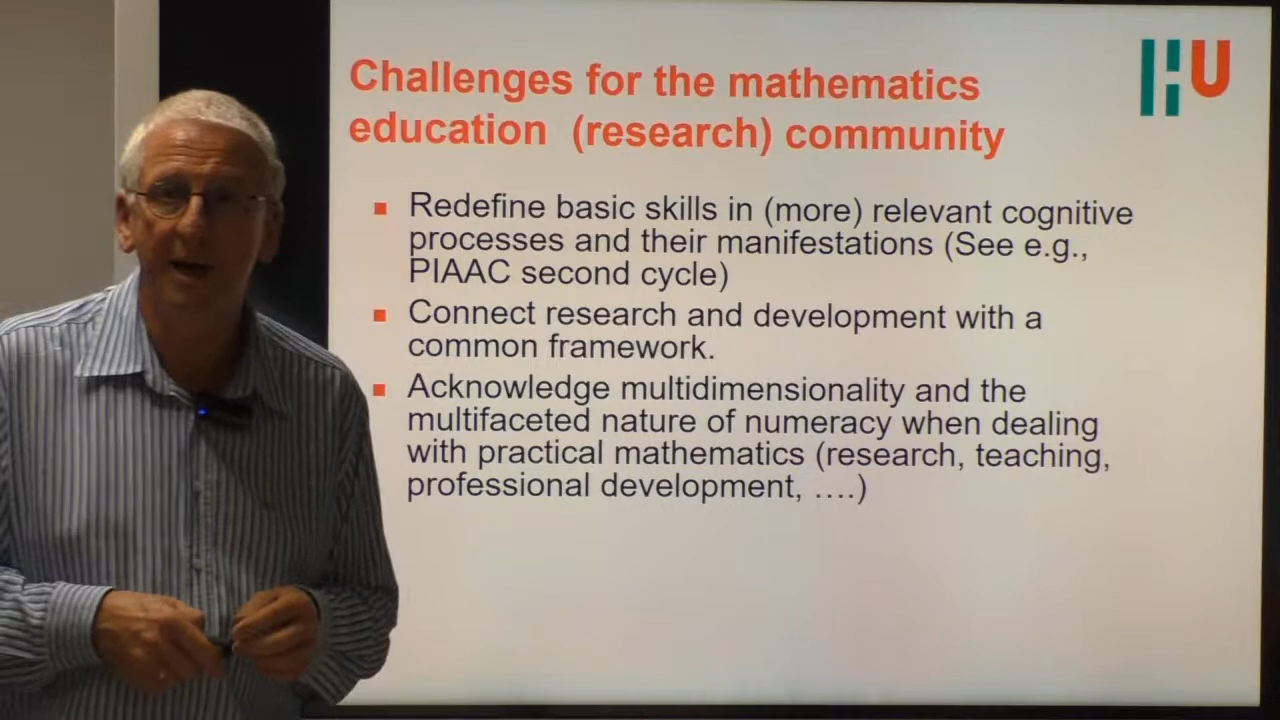 HU
Challenges for the mathematics
education (research) community
▪ Redefine basic skills in (more) relevant cognitive
processes and their manifestations (See e.g.,
PIAAC second cycle)
▪ Connect research and development with a
common framework.
▪ Acknowledge multidimensionality and the
multifaceted nature of numeracy when dealing
with practical mathematics (research, teaching,
professional development, ….)